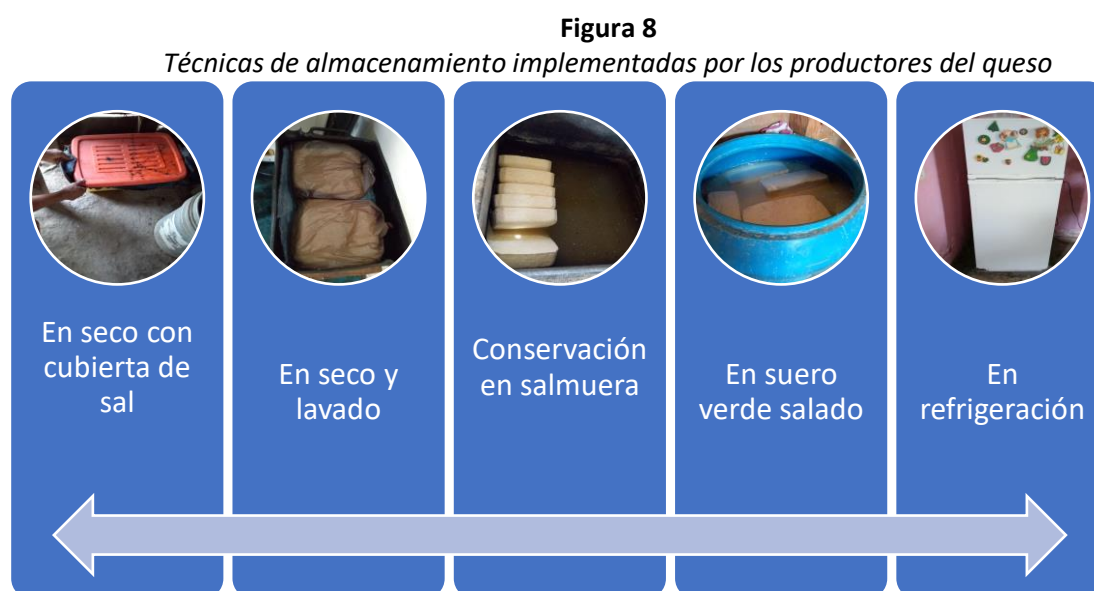 Figura 8
Técnicas de almacenamiento implementadas por los productores del queso
En seco con
cubierta de
sal
En seco y
lavado
Conservación
en salmuera
En suero
verde salado
En
refrigeración